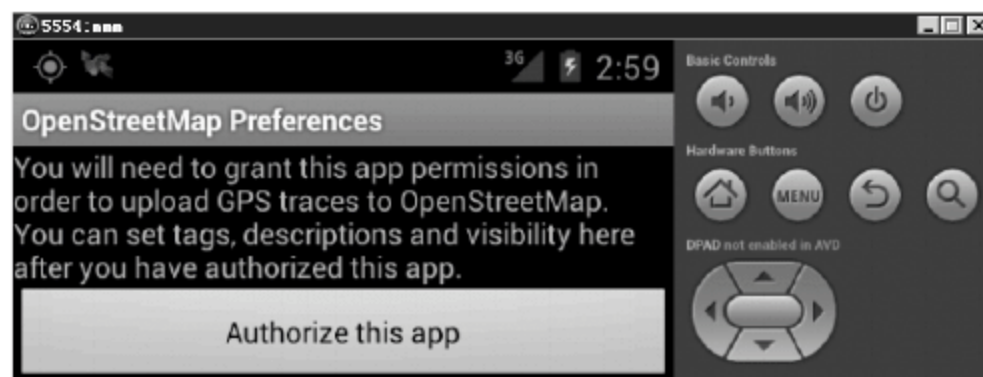 5554:mmm
3G 2:59
OpenStreetMap Preferences
You will need to grant this app permissions in
order to upload GPS traces to OpenStreetMap.
You can set tags, descriptions and visibility here
after you have authorized this app.
Authorize this app
Basic Controls
Hardware Buttons
MENU
DPAD not enabled in AVD